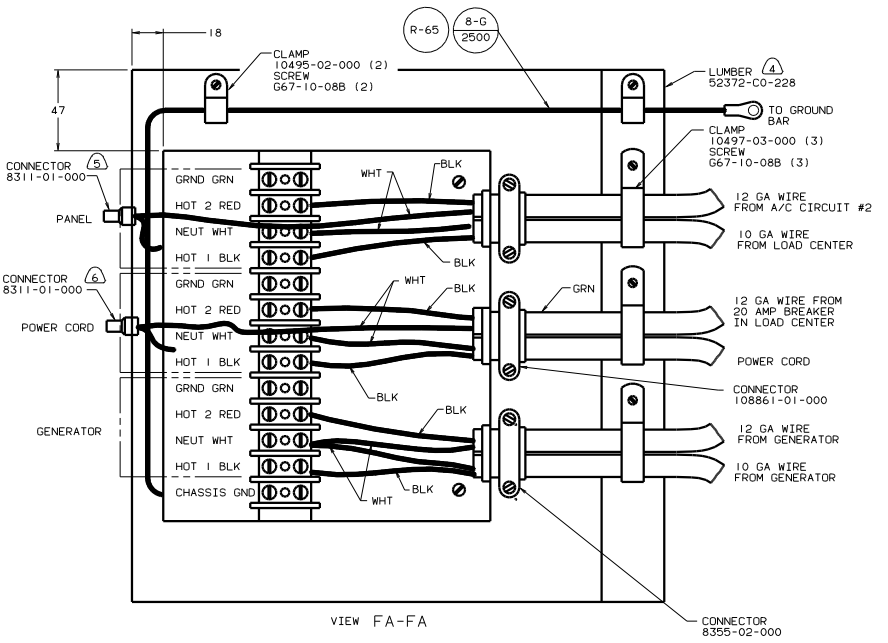 18
R-65
8-G
2500
CLAMP
10495-02-000 (2)
SCREW
G67-10-08B (2)
4
LUMBER
52372-C0-228
47
TO GROUND
BAR
CLAMP
10497-03-000 (3)
SCREW
G67-10-08B (3)
CONNECTOR
8311-01-000
5
GRND GRN
WHT
BLK
HOT 2 RED
12 GA WIRE
FROM A/C CIRCUIT #2
PANEL
NEUT WHT
10 GA WIRE
FROM LOAD CENTER
HOT 1 BLK
BLK
CONNECTOR
8311-01-000
6
GRND GRN
WHT
BLK
GRN
HOT 2 RED
12 GA WIRE FROM
20 AMP BREAKER
IN LOAD CENTER
POWER CORD
NEUT WHT
HOT 1 BLK
POWER CORD
BLK
GRND GRN
CONNECTOR
108861-01-000
HOT 2 RED
BLK
GENERATOR
NEUT WHT
12 GA WIRE
FROM GENERATOR
HOT 1 BLK
10 GA WIRE
FROM GENERATOR
CHASSIS GND
WHT
BLK
VIEW FA-FA
CONNECTOR
8355-02-000